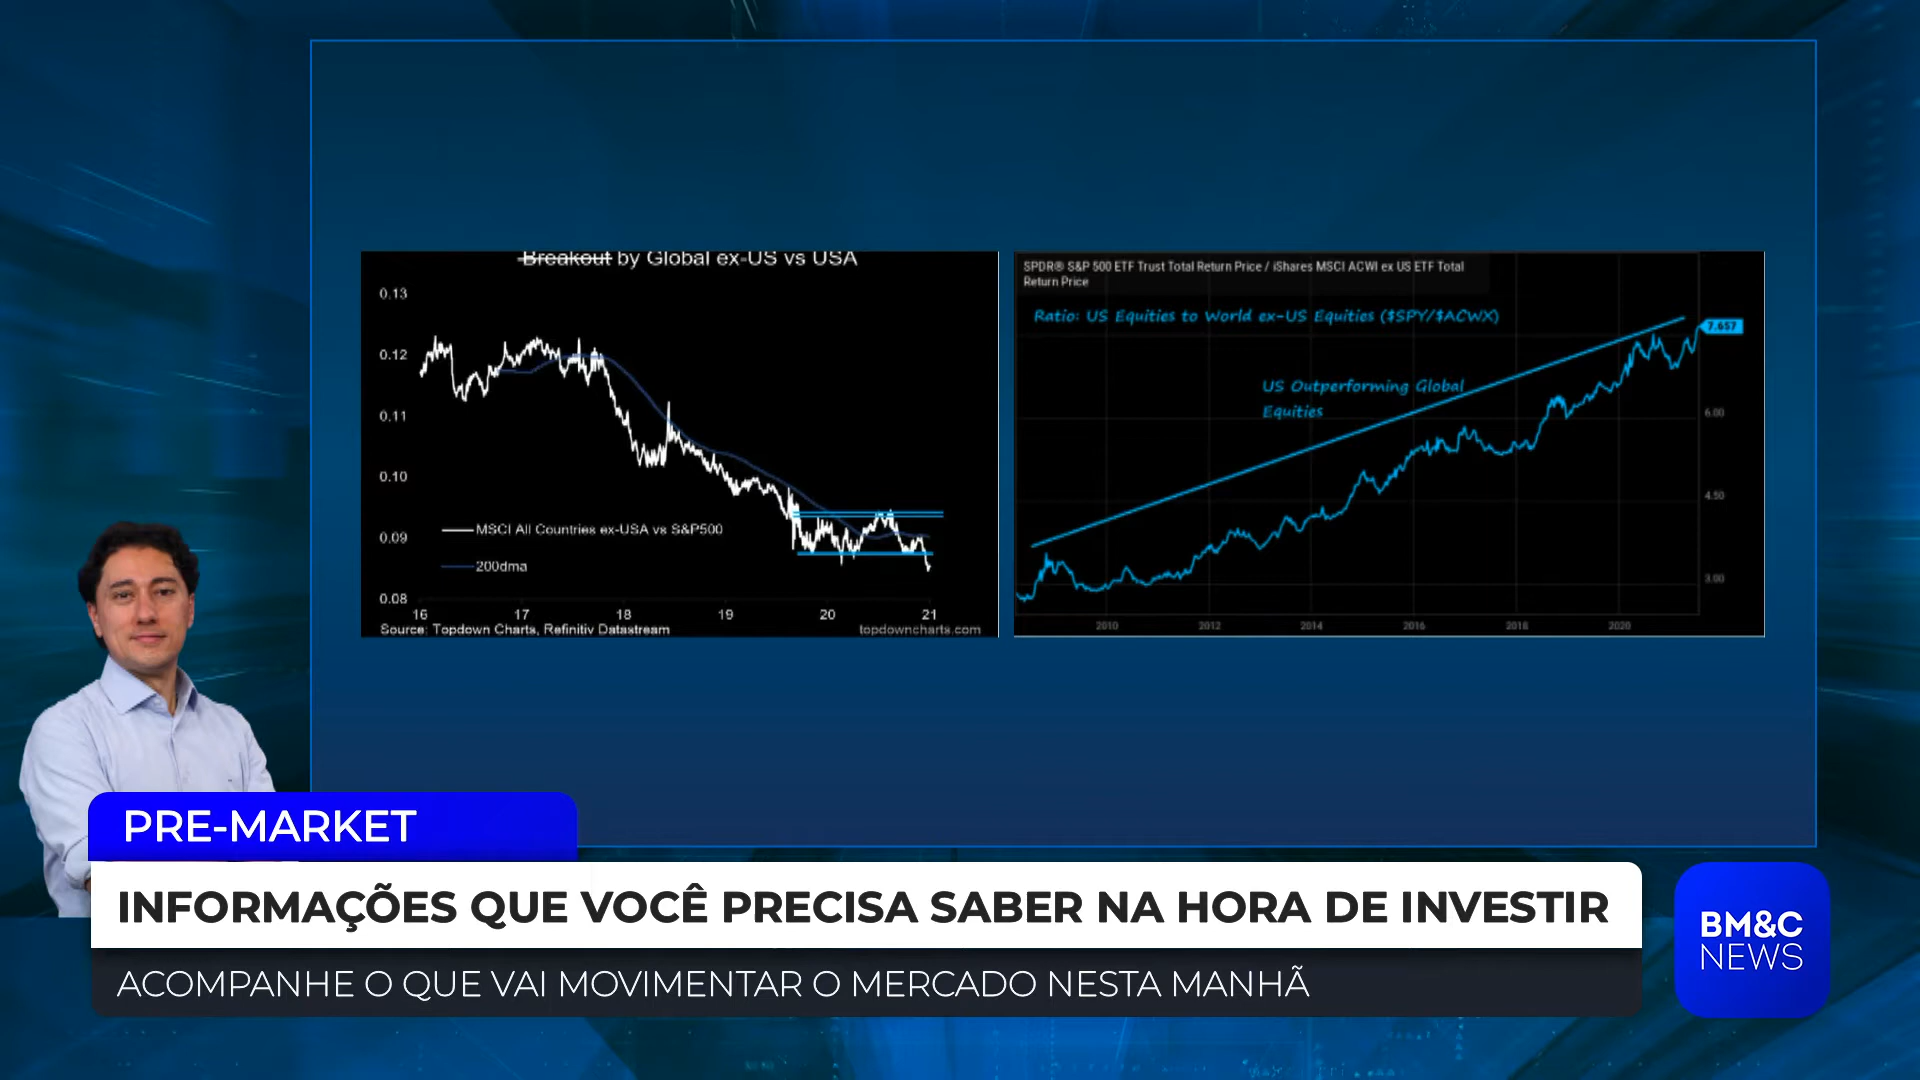 Breakout by Global ex-US vs USA
0.13
0.12
0.11
0.10
0.09
0.08
MSCI All Countries ex-USA vs S&P500
200dma
16 17 18 19 20 21
Source: Topdown Charts, Refinitiv Datastream topdowncharts.com
SPDR® S&P 500 ETF Trust Total Return Price / iShares MSCI ACWI ex US ETF Total
Return Price
Ratio: US Equities to World ex-US Equities ($SPY/$ACWX)
7.657
US Outperforming Global
Equities
6.00
4.50
3.00
2010 2012 2014 2016 2018 2020
PRE-MARKET
INFORMAÇÕES QUE VOCÊ PRECISA SABER NA HORA DE INVESTIR
ACOMPANHE O QUE VAI MOVIMENTAR O MERCADO NESTA MANHÃ
BM&C
NEWS